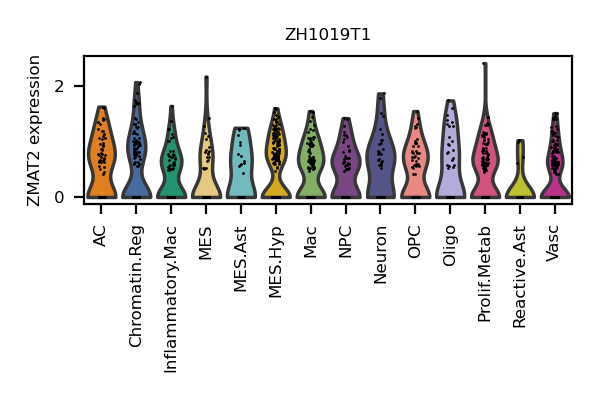 ZH1019T1
ZMAT2 expression
2
0
AC
Chromatin.Reg
Inflammatory.Mac
MES
MES.Ast
MES.Hyp
Mac
NPC
Neuron
OPC
Oligo
Prolif.Metab
Reactive.Ast
Vasc